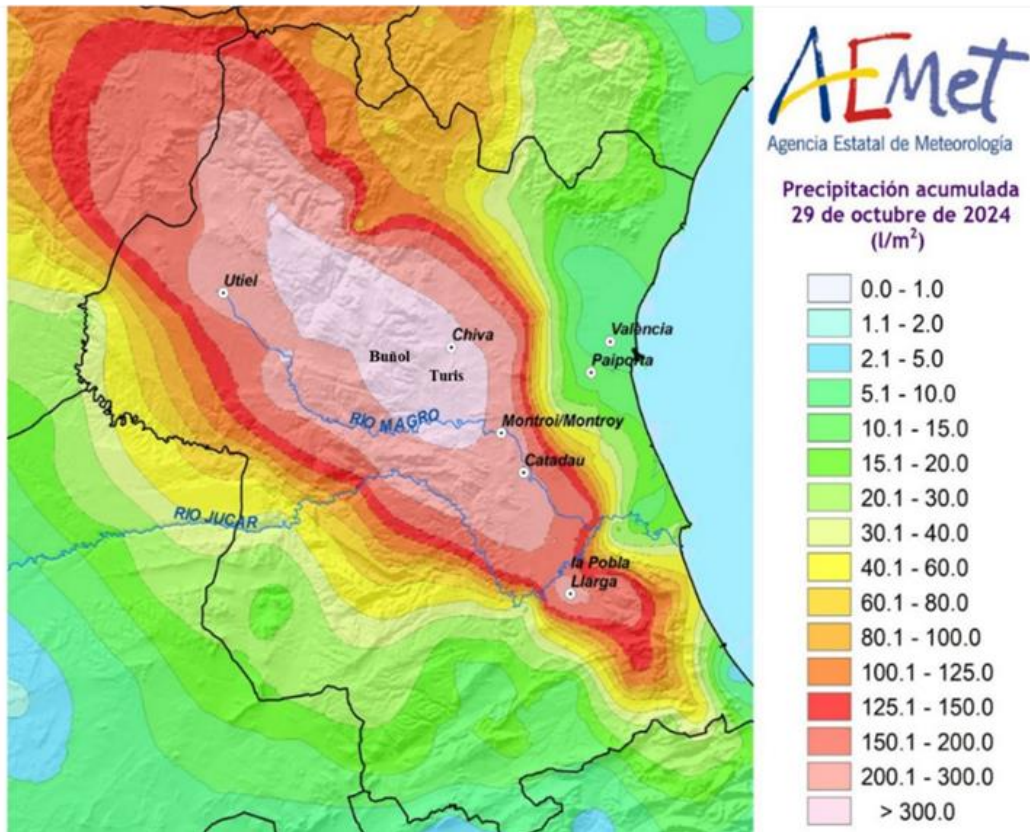 Utiel
Chiva
Buñol
Turis
València
Paiporta
RIO MAGRO
Montroi/Montroy
Catadau
RIO JUCAR
la Pobla
Llarga
AEMet
Agencia Estatal de Meteorología
Precipitación acumulada
29 de octubre de 2024
(l/m²)
0.0 - 1.0
1.1 - 2.0
2.1 - 5.0
5.1 - 10.0
10.1 - 15.0
15.1 - 20.0
20.1 - 30.0
30.1 - 40.0
40.1 - 60.0
60.1 - 80.0
80.1 - 100.0
100.1 - 125.0
125.1 - 150.0
150.1 - 200.0
200.1 - 300.0
> 300.0